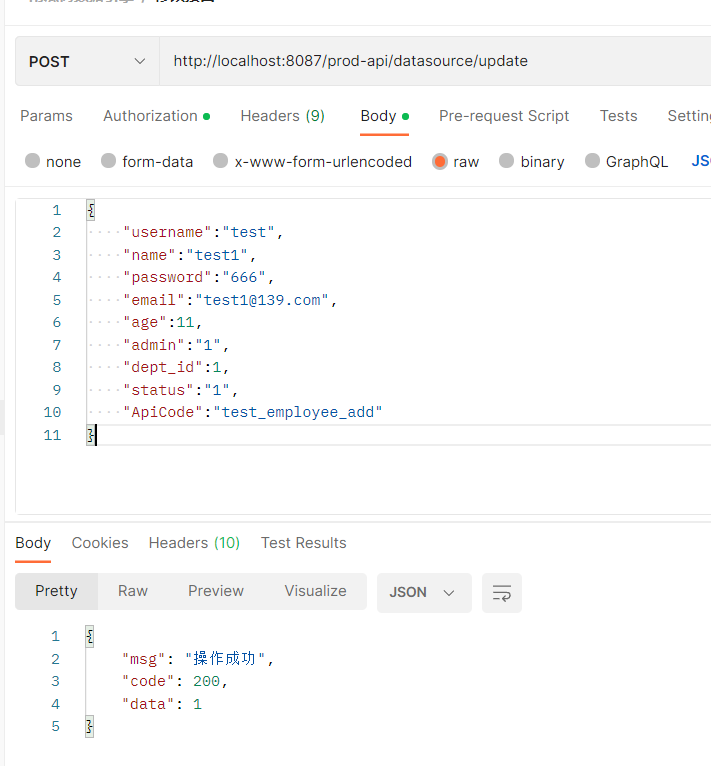 POST http://localhost:8087/prod-api/datasource/update
Params Authorization Headers (9) Body Pre-request Script Tests Setting
none form-data x-www-form-urlencoded raw binary GraphQL JS
1 {
2 "username":"test",
3 "name":"test1",
4 "password":"666",
5 "email":"test1@139.com",
6 "age":11,
7 "admin":"1",
8 "dept_id":1,
9 "status":"1",
10 "ApiCode":"test_employee_add"
11 }
Body Cookies Headers (10) Test Results
Pretty Raw Preview Visualize JSON
1 {
2 "msg": "操作成功",
3 "code": 200,
4 "data": 1
5 }